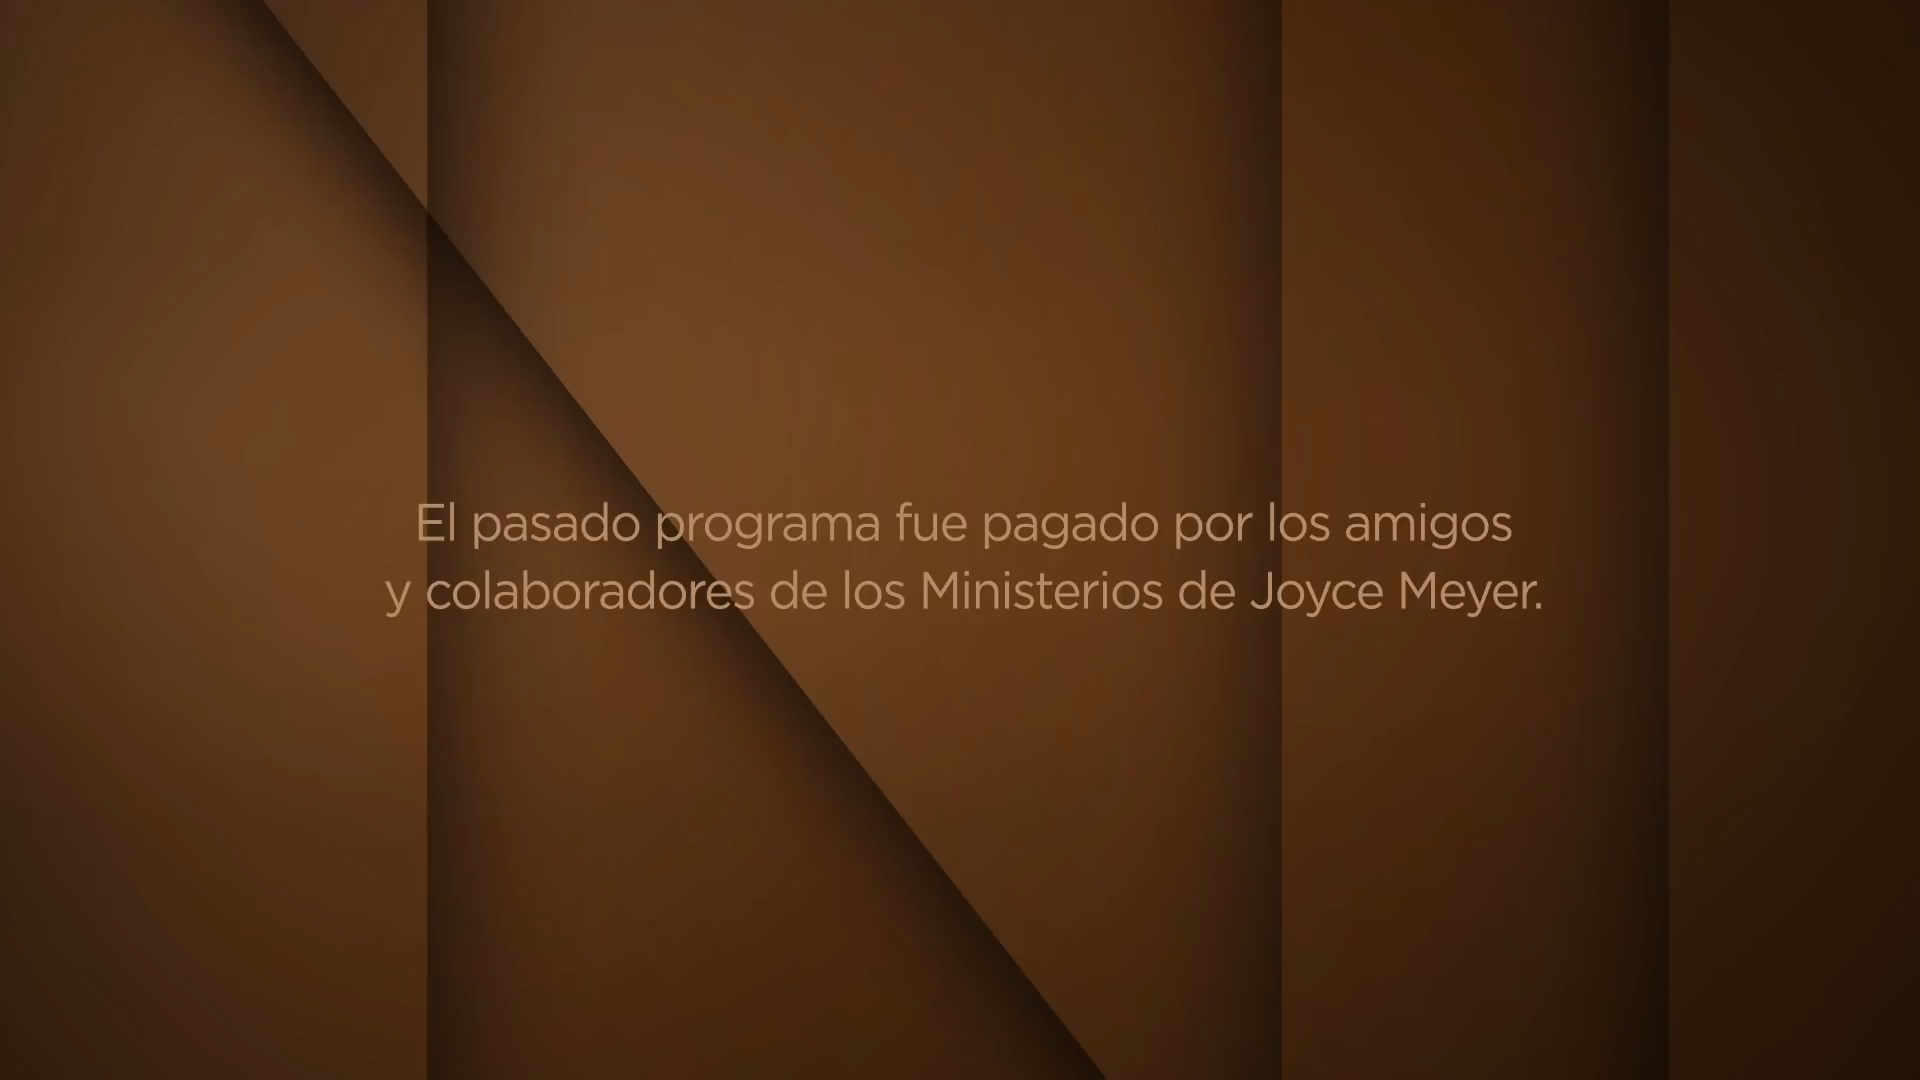 El pasado programa fue pagado por los amigos
y colaboradores de los Ministerios de Joyce Meyer.